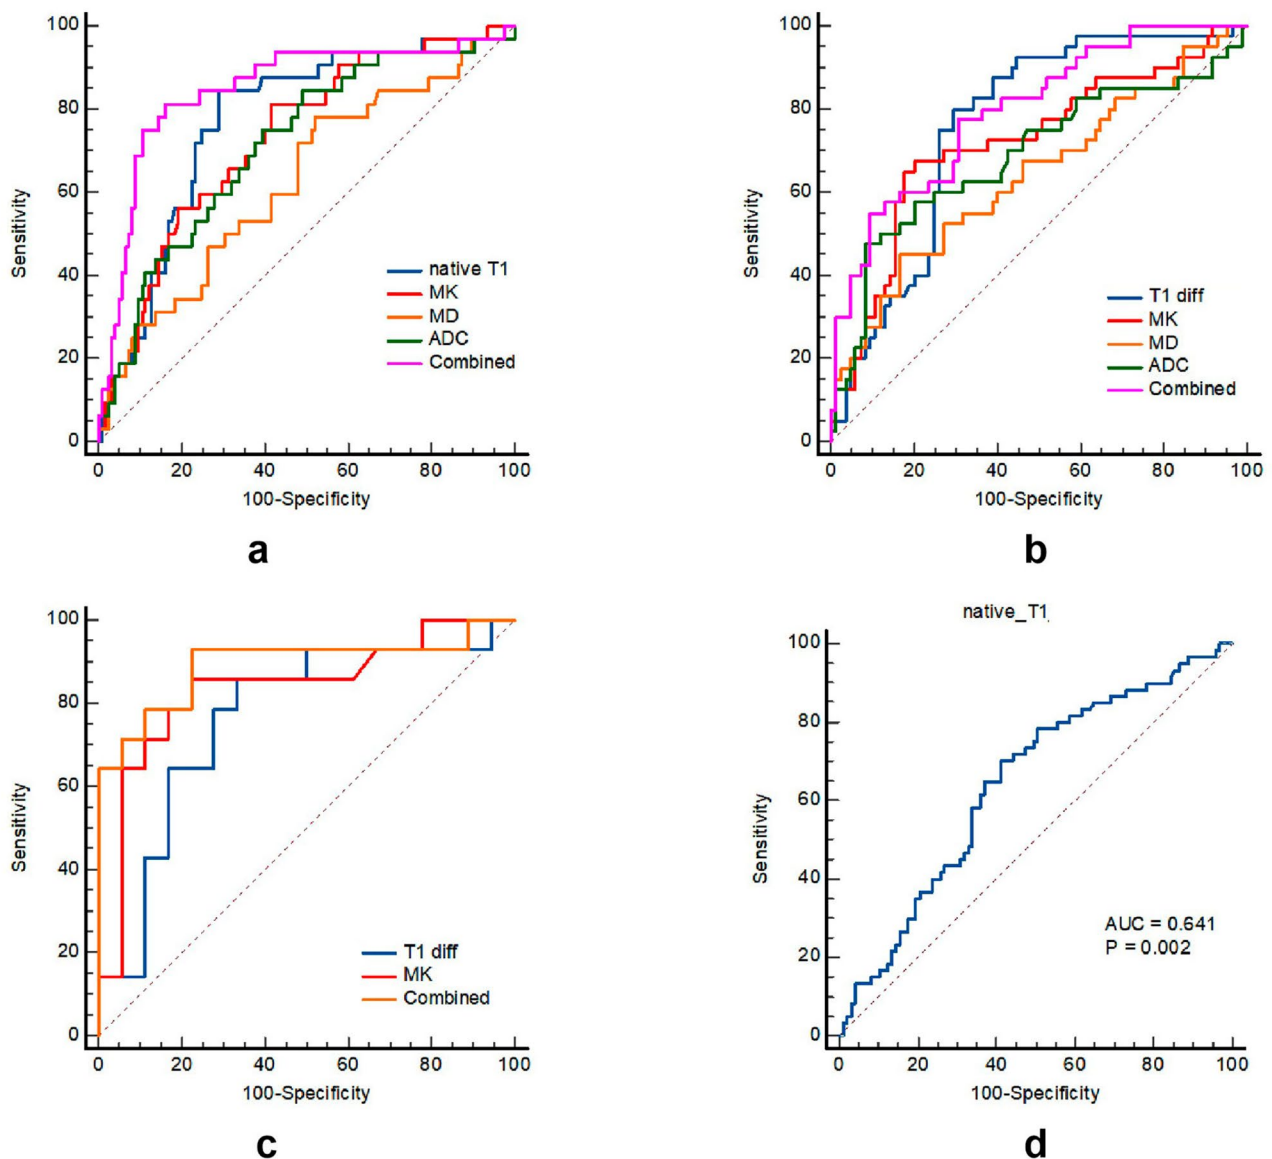 100
80
60
40
20
0
Sensitivity
native T1
MK
MD
ADC
Combined
0 20 40 60 80 100
100-Specificity
a
100
80
60
40
20
0
Sensitivity
T1 diff
MK
MD
ADC
Combined
0 20 40 60 80 100
100-Specificity
b
100
80
60
40
20
0
Sensitivity
T1 diff
MK
Combined
0 20 40 60 80 100
100-Specificity
c
native_T1
100
80
60
40
20
0
Sensitivity
AUC = 0.641
P = 0.002
0 20 40 60 80 100
100-Specificity
d